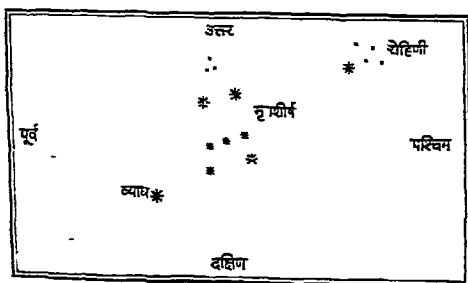 उत्तर
रोहिणी
मृगशीर्ष
पूर्व
पश्चिम
व्याध
दक्षिण